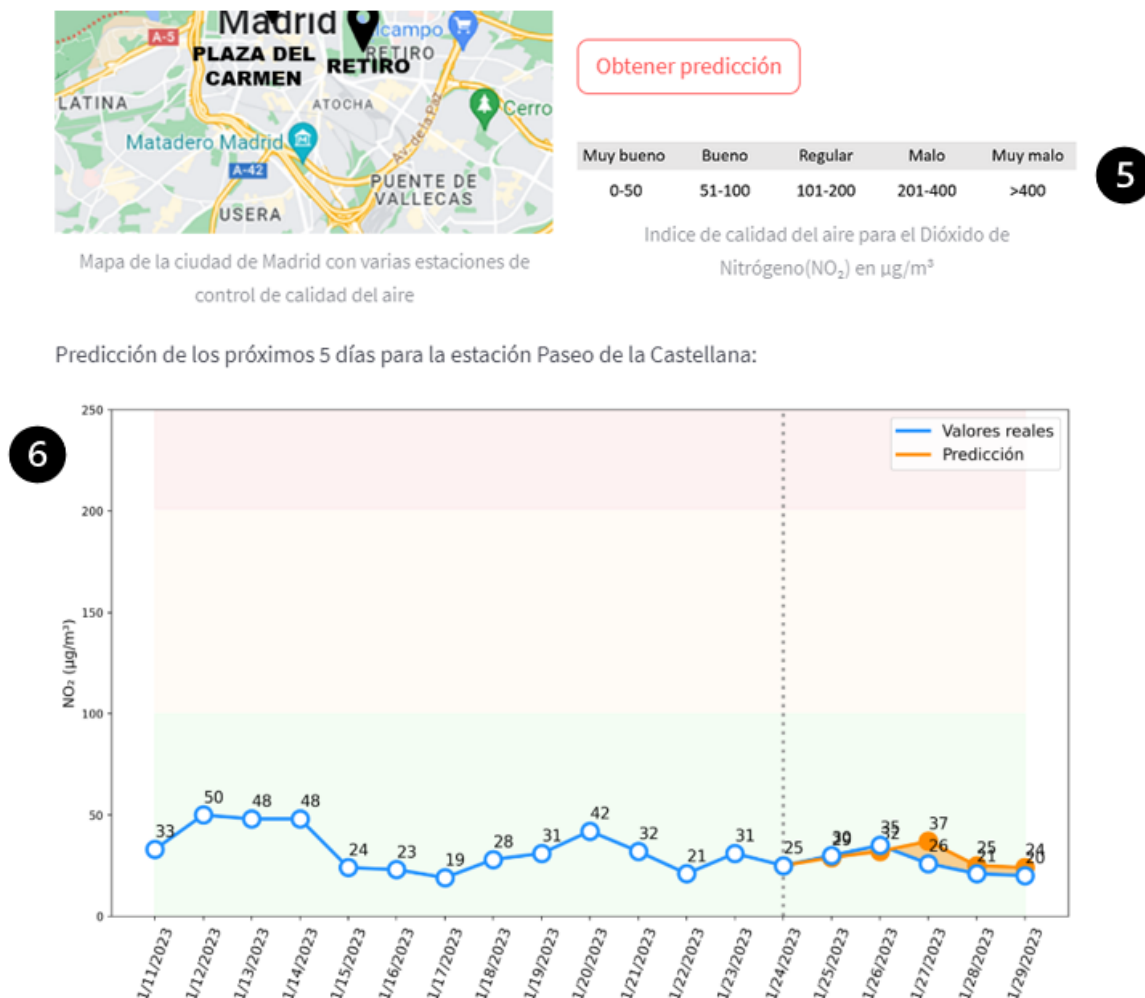 Madrid
A-5
PLAZA DEL
CARMEN
Alcampo
RETIRO
RETIRO
LATINA
ATOCHA
Cerro
Matadero Madrid
Av. de la Paz
A-42
PUENTE DE
VALLECAS
USERA
Mapa de la ciudad de Madrid con varias estaciones de
control de calidad del aire
Obtener predicción
Muy bueno Bueno Regular Malo Muy malo
0-50 51-100 101-200 201-400 >400
5
Indice de calidad del aire para el Dióxido de
Nitrógeno(NO₂) en µg/m³
Predicción de los próximos 5 días para la estación Paseo de la Castellana:
6
Valores reales
Predicción
NO₂ (µg/m³)
250
200
150
100
50
0
33 50 48 48 24 23 19 28 31 42 32 21 31 25 30 35 26 21 20
29 32 37 25 24
1/11/2023 1/12/2023 1/13/2023 1/14/2023 1/15/2023 1/16/2023 1/17/2023 1/18/2023 1/19/2023 1/20/2023 1/21/2023 1/22/2023 1/23/2023 1/24/2023 1/25/2023 1/26/2023 1/27/2023 1/28/2023 1/29/2023